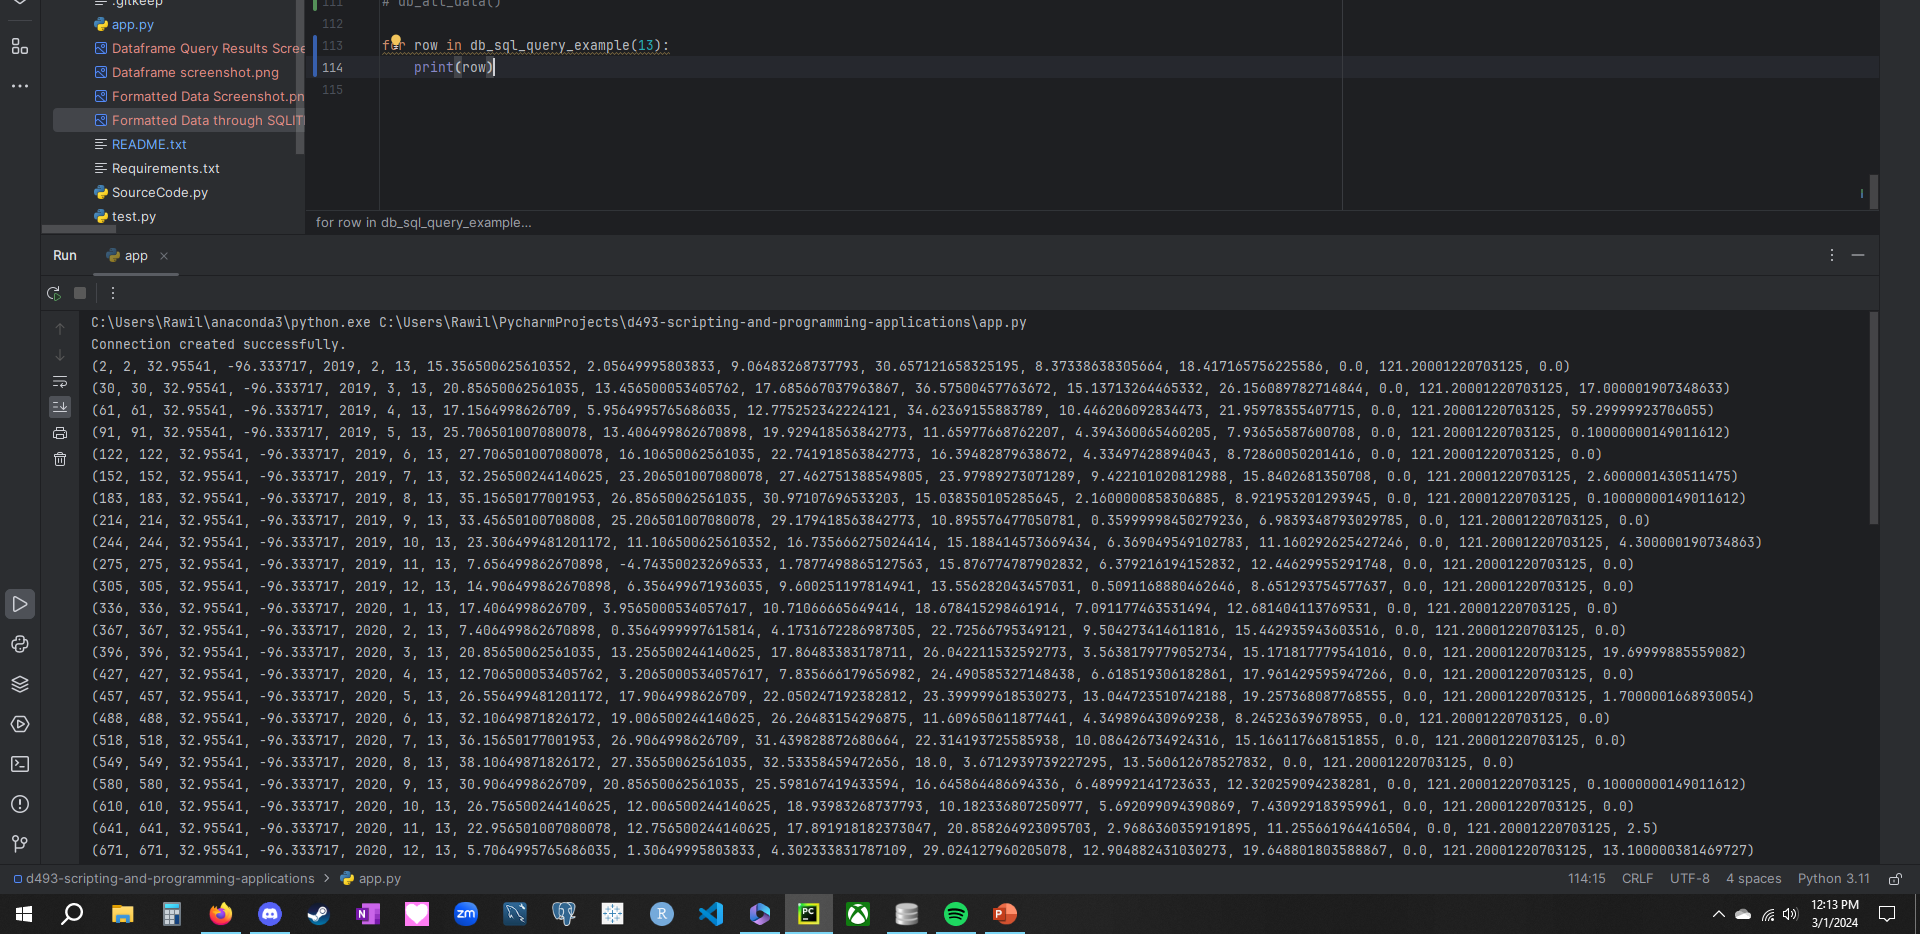 .gitkeep
app.py
Dataframe Query Results Scree
Dataframe screenshot.png
Formatted Data Screenshot.pn
Formatted Data through SQLIT
README.txt
Requirements.txt
SourceCode.py
test.py
111 # db_all_data()
112
113 for row in db_sql_query_example(13):
114 print(row)
115
for row in db_sql_query_example...
Run app
C:\Users\Rawil\anaconda3\python.exe C:\Users\Rawil\PycharmProjects\d493-scripting-and-programming-applications\app.py
Connection created successfully.
(2, 2, 32.95541, -96.333717, 2019, 2, 13, 15.356500625610352, 2.05649995803833, 9.06483268737793, 30.657121658325195, 8.37338638305664, 18.417165756225586, 0.0, 121.20001220703125, 0.0)
(30, 30, 32.95541, -96.333717, 2019, 3, 13, 20.85650062561035, 13.456500053405762, 17.685667037963867, 36.57500457763672, 15.13713264465332, 26.156089782714844, 0.0, 121.20001220703125, 17.000001907348633)
(61, 61, 32.95541, -96.333717, 2019, 4, 13, 17.1564998626709, 5.9564995765686035, 12.775252342224121, 34.62369155883789, 10.446206092834473, 21.95978355407715, 0.0, 121.20001220703125, 59.29999923706055)
(91, 91, 32.95541, -96.333717, 2019, 5, 13, 25.706501007080078, 13.406499862670898, 19.929418563842773, 11.65977668762207, 4.394360065460205, 7.93656587600708, 0.0, 121.20001220703125, 0.10000000149011612)
(122, 122, 32.95541, -96.333717, 2019, 6, 13, 27.706501007080078, 16.10650062561035, 22.741918563842773, 16.39482879638672, 4.33497428894043, 8.72860050201416, 0.0, 121.20001220703125, 0.0)
(152, 152, 32.95541, -96.333717, 2019, 7, 13, 32.256500244140625, 23.206501007080078, 27.462751388549805, 23.97989273071289, 9.422101020812988, 15.8402681350708, 0.0, 121.20001220703125, 2.6000001430511475)
(183, 183, 32.95541, -96.333717, 2019, 8, 13, 35.15650177001953, 26.856500062561035, 30.97107696533203, 15.038350105285645, 2.1600000858306885, 8.921953201293945, 0.0, 121.20001220703125, 0.10000000149011612)
(214, 214, 32.95541, -96.333717, 2019, 9, 13, 33.45650100708008, 25.206501007080078, 29.179418563842773, 10.895576477050781, 0.35999998450279236, 6.9839348793029785, 0.0, 121.20001220703125, 0.0)
(244, 244, 32.95541, -96.333717, 2019, 10, 13, 23.306499481201172, 11.106500625610352, 16.735666275024414, 15.188414573669434, 6.369049549102783, 11.160292625427246, 0.0, 121.20001220703125, 4.300000190734863)
(275, 275, 32.95541, -96.333717, 2019, 11, 13, 7.656499862670898, -4.743500232696533, 1.7877498865127563, 15.876774787902832, 6.379216194152832, 12.44629955291748, 0.0, 121.20001220703125, 0.0)
(305, 305, 32.95541, -96.333717, 2019, 12, 13, 14.906499862670898, 6.356499671936035, 9.600251197814941, 13.556282043457031, 0.5091168880462646, 8.651293754577637, 0.0, 121.20001220703125, 0.0)
(336, 336, 32.95541, -96.333717, 2020, 1, 13, 17.4064998626709, 3.9565000534057617, 10.71066665649414, 18.678415298461914, 7.091177463531494, 12.681404113769531, 0.0, 121.20001220703125, 0.0)
(367, 367, 32.95541, -96.333717, 2020, 2, 13, 7.406499862670898, 0.3564999997615814, 4.1731672286987305, 22.72566795349121, 9.504273414611816, 15.442935943603516, 0.0, 121.20001220703125, 0.0)
(396, 396, 32.95541, -96.333717, 2020, 3, 13, 20.85650062561035, 13.256500244140625, 17.86483383178711, 26.042211532592773, 3.5638179779052734, 15.171817779541016, 0.0, 121.20001220703125, 19.69999885559082)
(427, 427, 32.95541, -96.333717, 2020, 4, 13, 12.706500053405762, 3.2065000534057617, 7.835666179656982, 24.490585327148438, 6.618519306182861, 17.961429595947266, 0.0, 121.20001220703125, 0.0)
(457, 457, 32.95541, -96.333717, 2020, 5, 13, 26.556499481201172, 17.90649986267​09, 22.050247192382812, 23.399999618530273, 13.044723510742188, 19.257368087768555, 0.0, 121.20001220703125, 1.7000001668930054)
(488, 488, 32.95541, -96.333717, 2020, 6, 13, 32.10649871826172, 19.006500244140625, 26.26483154296875, 11.609650611877441, 4.349896430969238, 8.24523639678955, 0.0, 121.20001220703125, 0.0)
(518, 518, 32.95541, -96.333717, 2020, 7, 13, 36.15650177001953, 26.9064998626709, 31.439828872680664, 22.314193725585938, 10.086426734924316, 15.166117668151855, 0.0, 121.20001220703125, 0.0)
(549, 549, 32.95541, -96.333717, 2020, 8, 13, 38.10649871826172, 27.35650062561035, 32.53358459472656, 18.0, 3.6712939739227295, 13.560612678527832, 0.0, 121.20001220703125, 0.0)
(580, 580, 32.95541, -96.333717, 2020, 9, 13, 30.9064998626709, 20.85650062561035, 25.598167419433594, 16.645864486694336, 6.489992141723633, 12.320259094238281, 0.0, 121.20001220703125, 0.10000000149011612)
(610, 610, 32.95541, -96.333717, 2020, 10, 13, 26.756500244140625, 12.006500244140625, 18.93983268737793, 10.182336807250977, 5.692099094390869, 7.430929183959961, 0.0, 121.20001220703125, 0.0)
(641, 641, 32.95541, -96.333717, 2020, 11, 13, 22.956501007080078, 12.756500244140625, 17.891918182373047, 20.858264923095703, 2.9686360359191895, 11.255661964416504, 0.0, 121.20001220703125, 2.5)
(671, 671, 32.95541, -96.333717, 2020, 12, 13, 5.7064995765686035, 1.30649995803833, 4.302333831787109, 29.024127960205078, 12.904882431030273, 19.648801803588867, 0.0, 121.20001220703125, 13.100000381469727)
d493-scripting-and-programming-applications > app.py 114:15 CRLF UTF-8 4 spaces Python 3.11
12:13 PM
3/1/2024